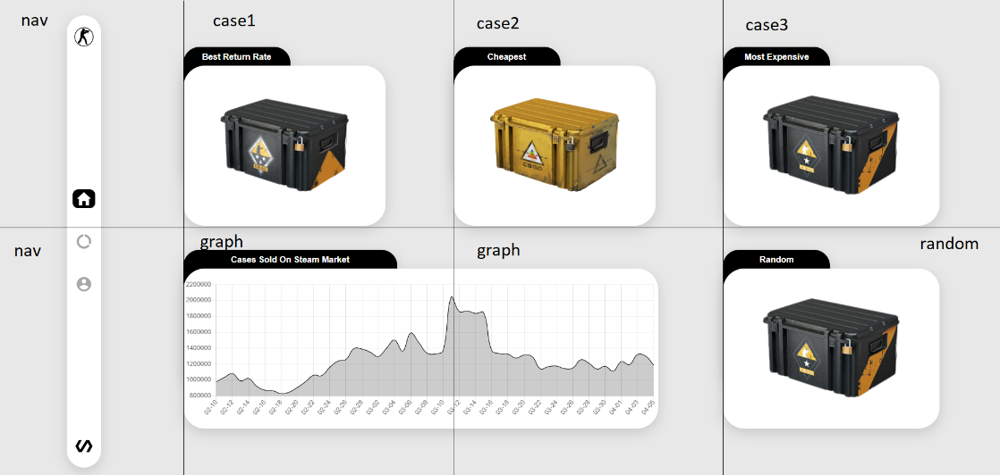 nav
case1
case2
case3
Best Return Rate
Cheapest
Most Expensive
CS:GO
nav
graph
graph
random
Cases Sold On Steam Market
Random
2200000
2000000
1800000
1600000
1400000
1200000
1000000
800000
02-10
02-12
02-14
02-16
02-18
02-20
02-22
02-24
02-26
02-28
03-02
03-04
03-06
03-08
03-10
03-12
03-14
03-16
03-18
03-20
03-22
03-24
03-26
03-28
03-30
04-01
04-03
04-05